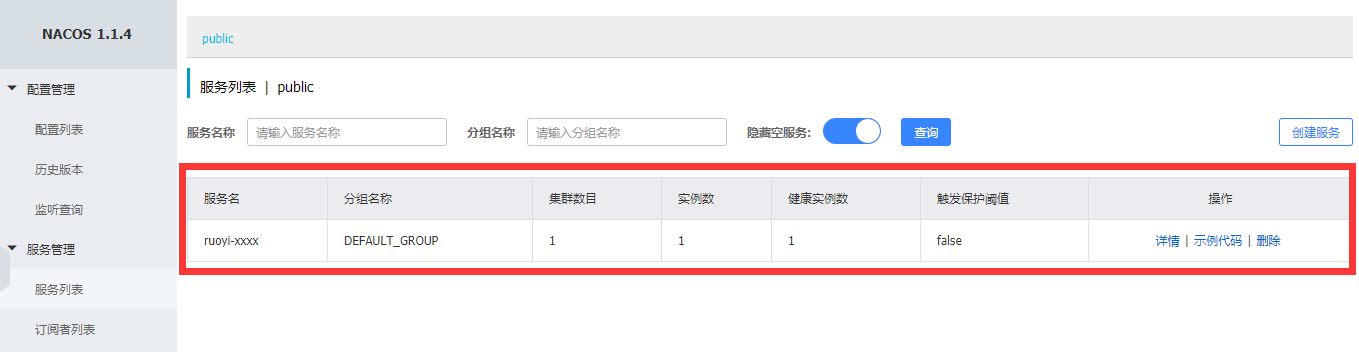 NACOS 1.1.4
配置管理
配置列表
历史版本
监听查询
服务管理
服务列表
订阅者列表
public
服务列表 | public
服务名称 请输入服务名称 分组名称 请输入分组名称 隐藏空服务: 查询 创建服务
服务名 分组名称 集群数目 实例数 健康实例数 触发保护阈值 操作
ruoyi-xxxx DEFAULT_GROUP 1 1 1 false 详情 | 示例代码 | 删除